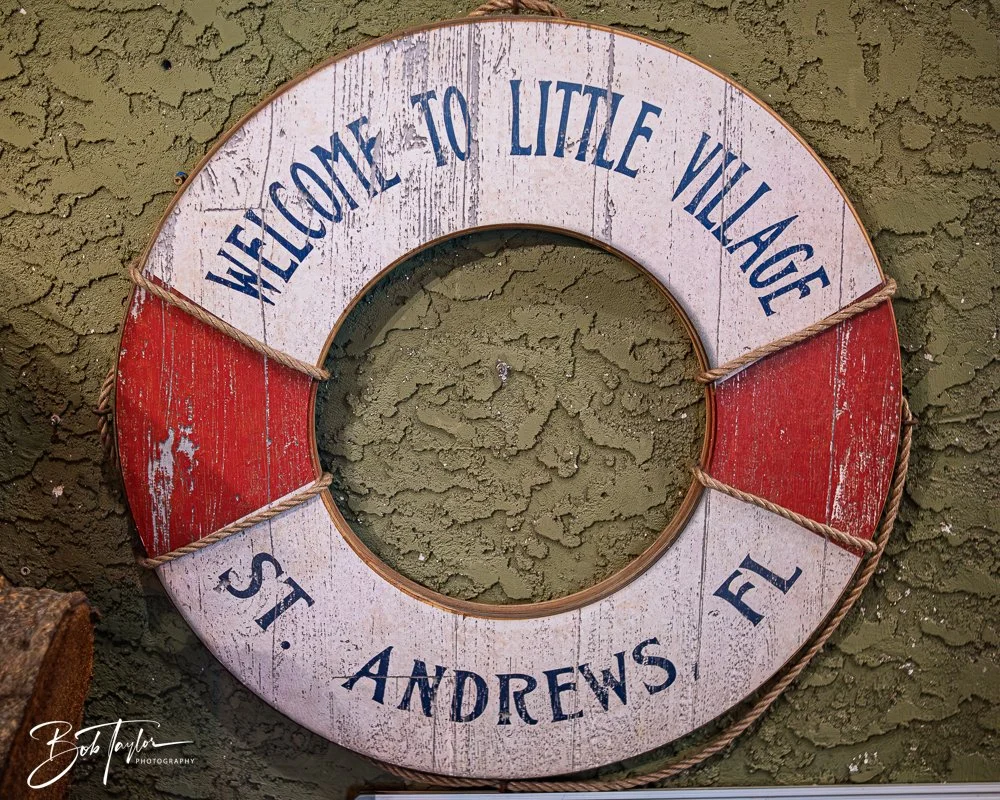 WELCOME TO LITTLE VILLAGE
ST. ANDREWS, FL
Bob Taylor
PHOTOGRAPHY